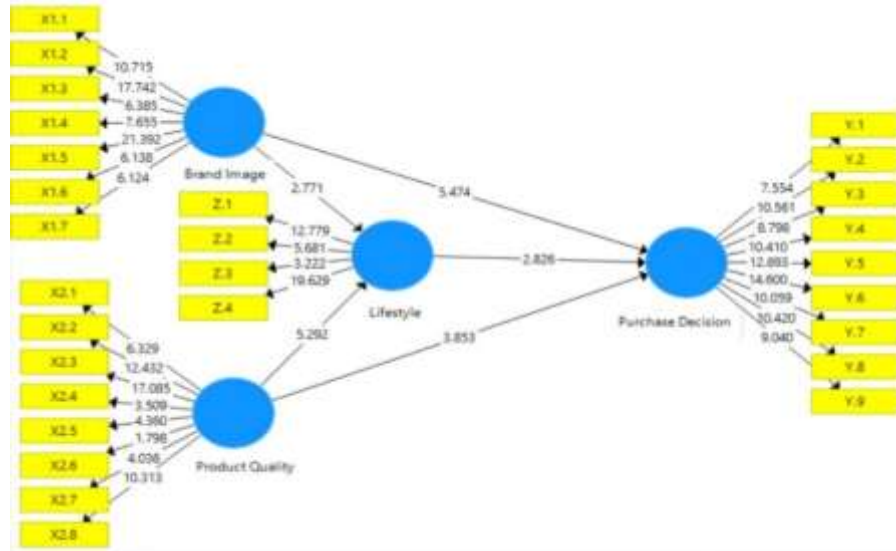 X1.1
X1.2
X1.3
X1.4
X1.5
X1.6
X1.7
10.715
17.742
6.385
7.655
21.392
6.138
6.124
Brand Image
2.771
5.474
Z.1
Z.2
Z.3
Z.4
12.779
5.681
3.222
19.629
Lifestyle
2.826
5.292
3.853
X2.1
X2.2
X2.3
X2.4
X2.5
X2.6
X2.7
X2.8
6.329
12.432
17.085
3.509
4.360
1.798
4.038
10.313
Product Quality
Purchase Decision
7.554
10.561
8.798
10.410
12.893
14.600
10.059
10.420
9.040
Y.1
Y.2
Y.3
Y.4
Y.5
Y.6
Y.7
Y.8
Y.9